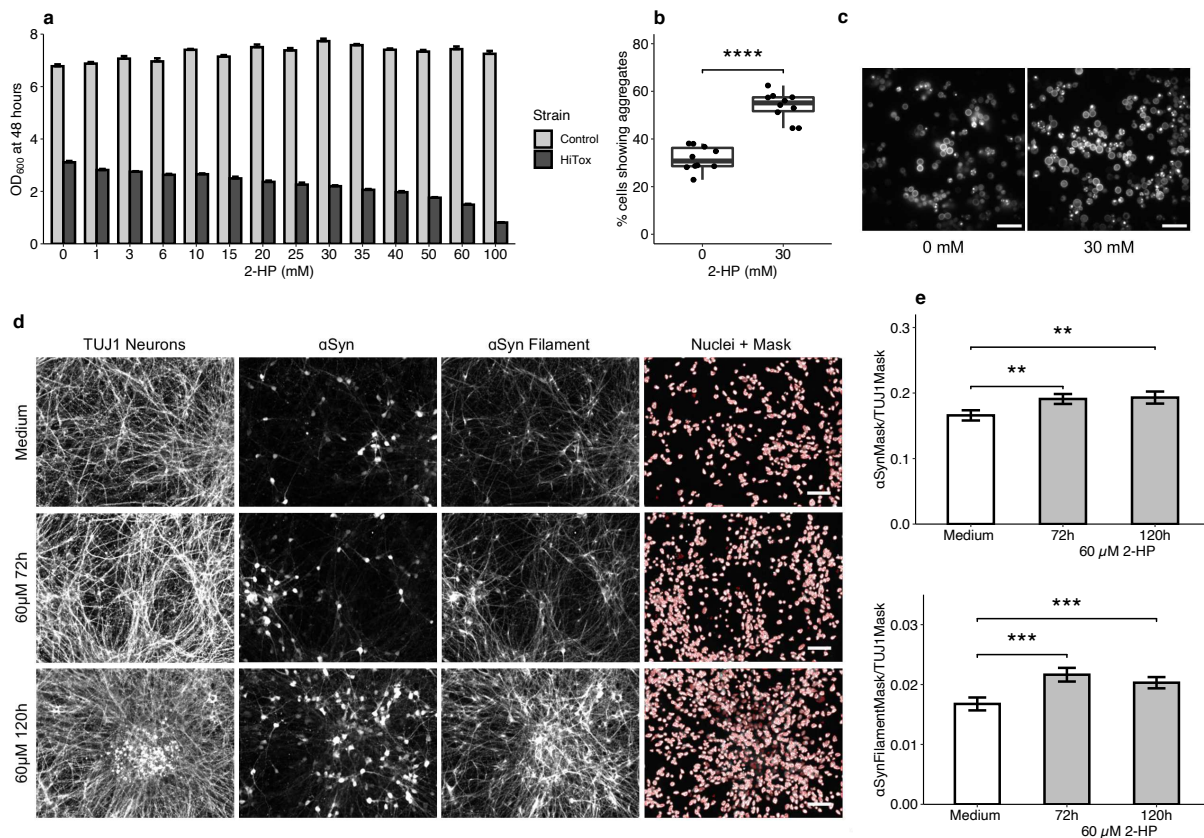 a
OD600 at 48 hours
8
6
4
2
0
0 1 3 6 10 15 20 25 30 35 40 50 60 100
2-HP (mM)
Strain
Control
HiTox
b
% cells showing aggregates
80
60
40
20
0
****
0 30
2-HP (mM)
c
0 mM 30 mM
d
TUJ1 Neurons αSyn αSyn Filament Nuclei + Mask
Medium
60μM 72h
60μM 120h
e
αSynMask/TUJ1Mask
0.3
0.2
0.1
0.0
**
**
Medium 72h 120h
60 μM 2-HP
αSynFilamentMask/TUJ1Mask
0.03
0.02
0.01
0.00
***
***
Medium 72h 120h
60 μM 2-HP